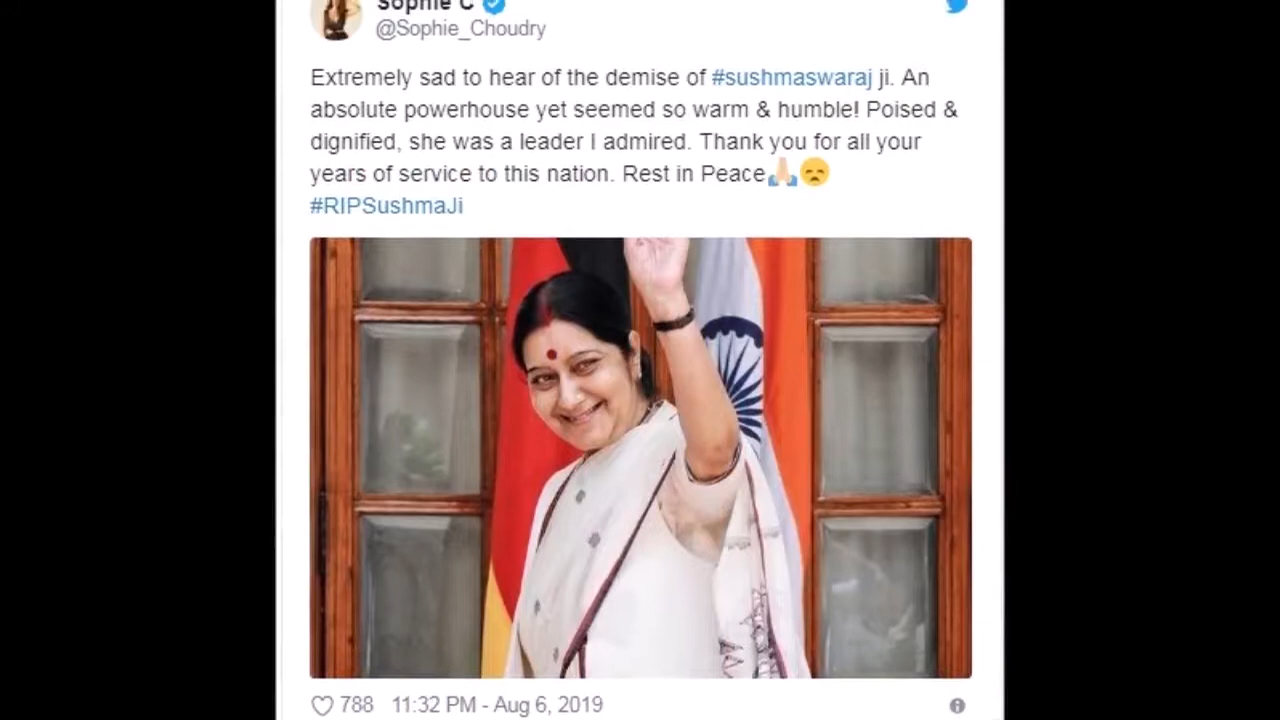 Sophie C
@Sophie_Choudry
Extremely sad to hear of the demise of #sushmaswaraj ji. An
absolute powerhouse yet seemed so warm & humble! Poised &
dignified, she was a leader I admired. Thank you for all your
years of service to this nation. Rest in Peace🙏🏻😞
#RIPSushmaJi
788 11:32 PM - Aug 6, 2019